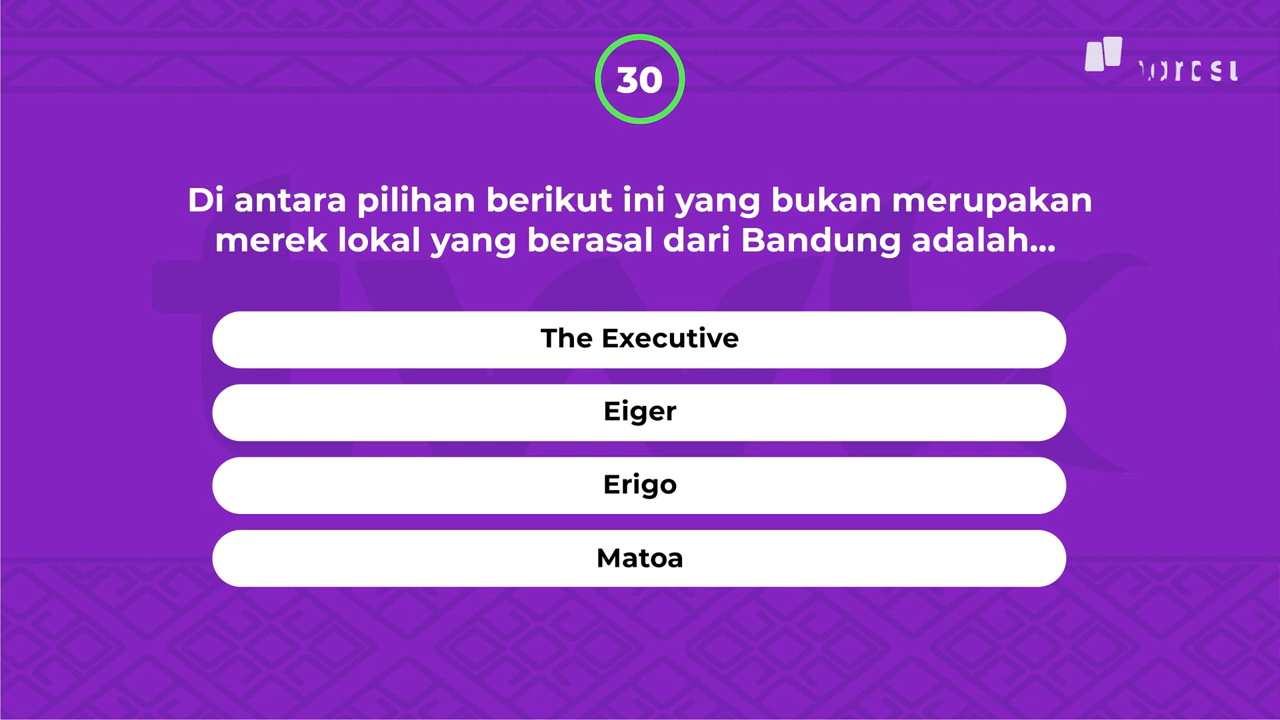 30
Di antara pilihan berikut ini yang bukan merupakan
merek lokal yang berasal dari Bandung adalah...
The Executive
Eiger
Erigo
Matoa